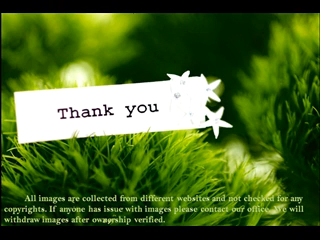 Thank you
All images are collected from different websites and not checked for any
copyrights. If anyone has issue with images please contact our office. We will
withdraw images after ownership verified.